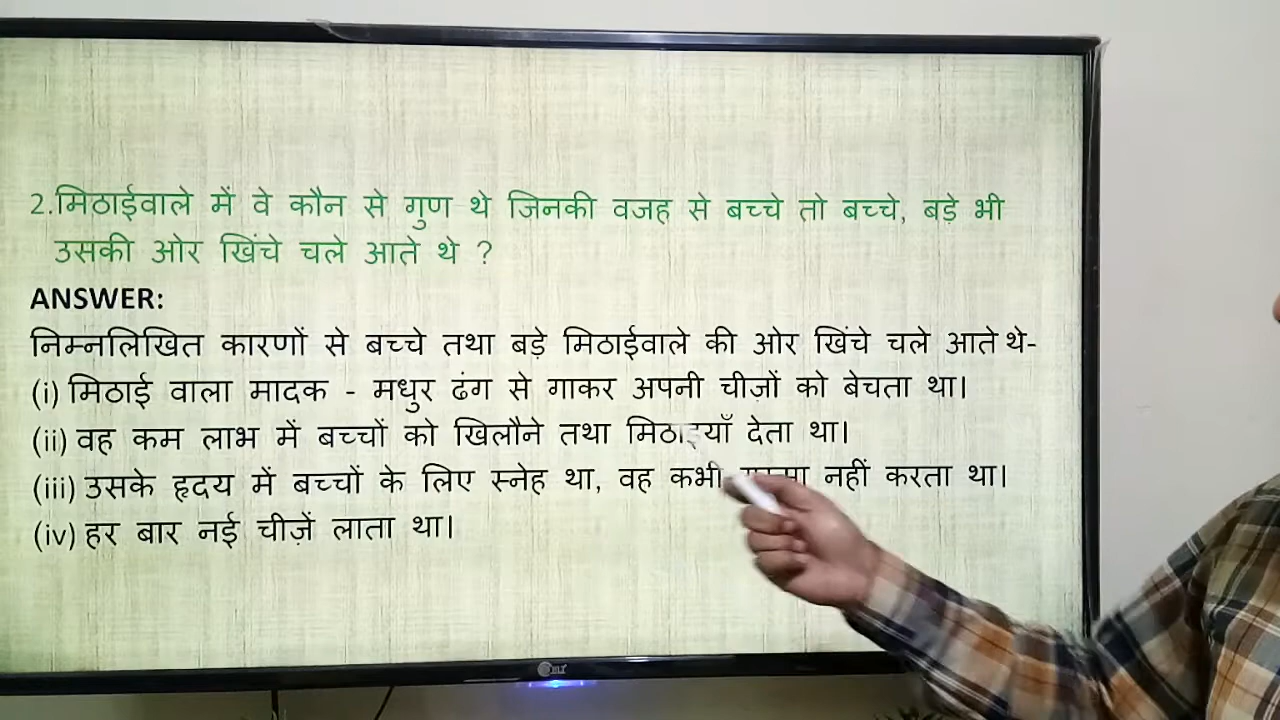 2.मिठाईवाले में वे कौन से गुण थे जिनकी वजह से बच्चे तो बच्चे, बड़े भी
उसकी ओर खिंचे चले आते थे ?
ANSWER:
निम्नलिखित कारणों से बच्चे तथा बड़े मिठाईवाले की ओर खिंचे चले आते थे-
(i) मिठाई वाला मादक - मधुर ढंग से गाकर अपनी चीज़ों को बेचता था।
(ii) वह कम लाभ में बच्चों को खिलौने तथा मिठाइयाँ देता था।
(iii) उसके हृदय में बच्चों के लिए स्नेह था, वह कभी नहीं करता था।
(iv) हर बार नई चीज़ें लाता था।